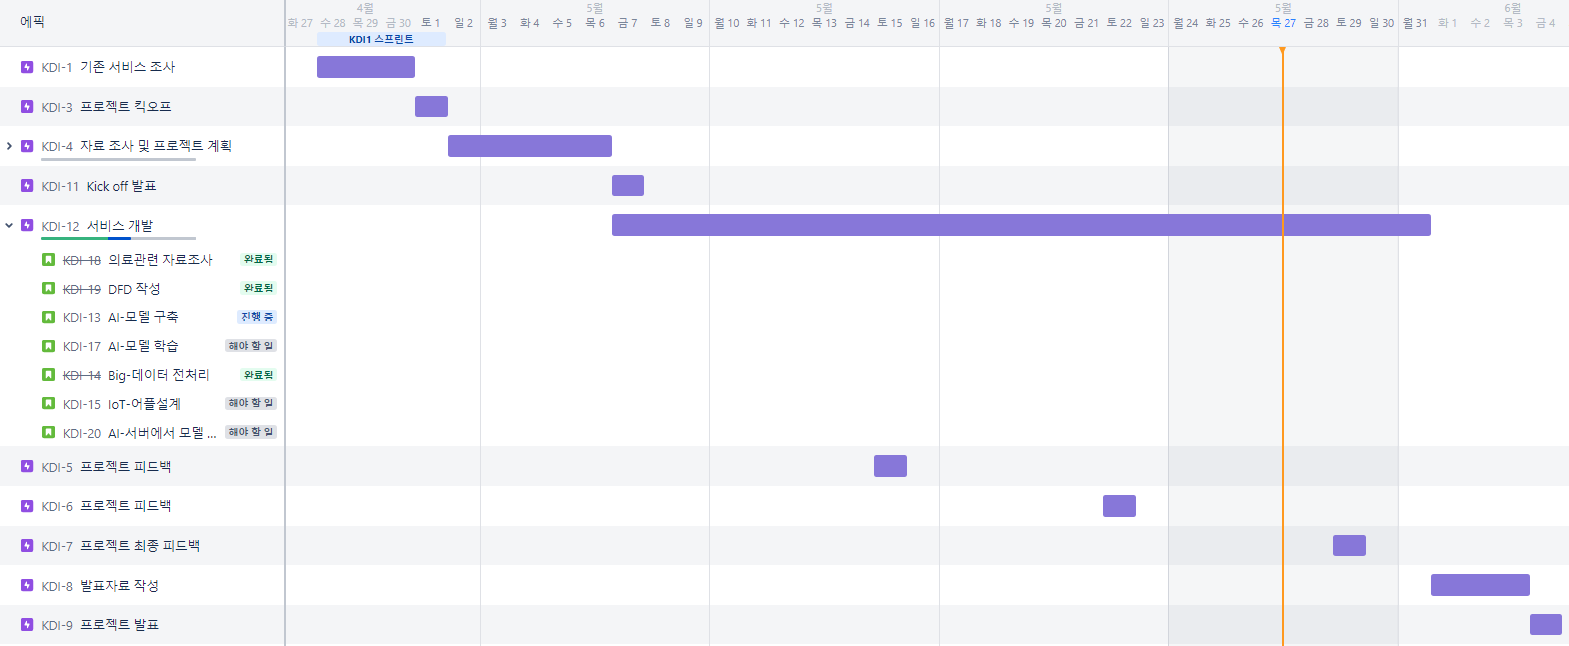 4월 5월 5월 5월 5월 6월
에픽 화 27 수 28 목 29 금 30 토 1 일 2 월 3 화 4 수 5 목 6 금 7 토 8 일 9 월 10 화 11 수 12 목 13 금 14 토 15 일 16 월 17 화 18 수 19 목 20 금 21 토 22 일 23 월 24 화 25 수 26 목 27 금 28 토 29 일 30 월 31 화 1 수 2 목 3 금 4
KDI1 스프린트
KDI-1 기존 서비스 조사
KDI-3 프로젝트 킥오프
KDI-4 자료 조사 및 프로젝트 계획
KDI-11 Kick off 발표
KDI-12 서비스 개발
KDI-18 의료관련 자료조사 완료됨
KDI-19 DFD 작성 완료됨
KDI-13 AI-모델 구축 진행 중
KDI-17 AI-모델 학습 해야 할 일
KDI-14 Big-데이터 전처리 완료됨
KDI-15 IoT-어플설계 해야 할 일
KDI-20 AI-서버에서 모델 ... 해야 할 일
KDI-5 프로젝트 피드백
KDI-6 프로젝트 피드백
KDI-7 프로젝트 최종 피드백
KDI-8 발표자료 작성
KDI-9 프로젝트 발표